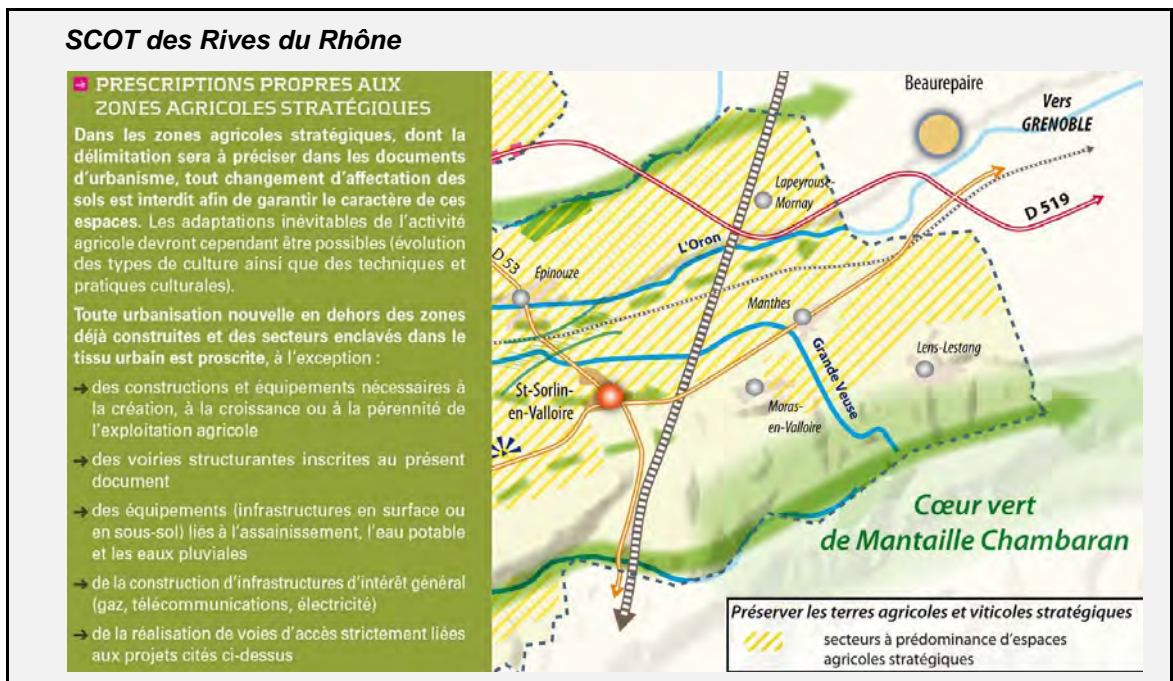 SCOT des Rives du Rhône
PRESCRIPTIONS PROPRES AUX
ZONES AGRICOLES STRATÉGIQUES
Dans les zones agricoles stratégiques, dont la
délimitation sera à préciser dans les documents
d'urbanisme, tout changement d'affectation des
sols est interdit afin de garantir le caractère de ces
espaces. Les adaptations inévitables de l'activité
agricole devront cependant être possibles (évolution
des types de culture ainsi que des techniques et
pratiques culturales).
Toute urbanisation nouvelle en dehors des zones
déjà construites et des secteurs enclavés dans le
tissu urbain est proscrite, à l'exception :
→ des constructions et équipements nécessaires à
la création, à la croissance ou à la pérennité de
l'exploitation agricole
→ des voiries structurantes inscrites au présent
document
→ des équipements (infrastructures en surface ou
en sous-sol) liés à l'assainissement, l'eau potable
et les eaux pluviales
→ de la construction d'infrastructures d'intérêt général
(gaz, télécommunications, électricité)
→ de la réalisation de voies d'accès strictement liées
aux projets cités ci-dessus
Beaurepaire
Vers
GRENOBLE
Lapeyrouse-
Mornay
D 519
L'Oron
D 53
Epinouze
Manthes
Lens-Lestang
Grande Veuse
St-Sorlin-
en-Valloire
Moras-
en-Valloire
Cœur vert
de Mantaille Chambaran
Préserver les terres agricoles et viticoles stratégiques
secteurs à prédominance d'espaces
agricoles stratégiques